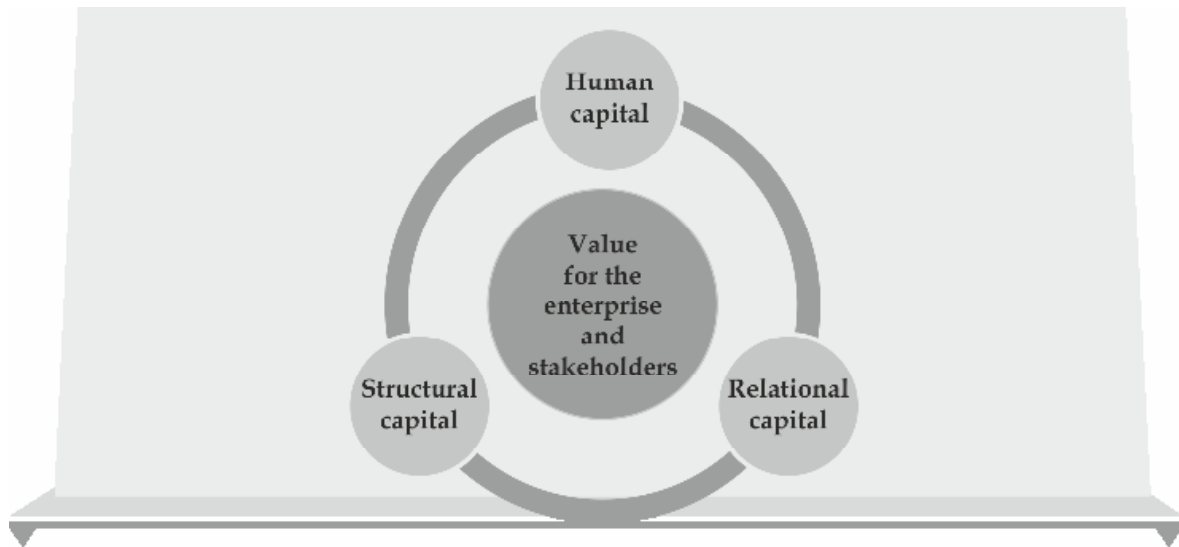 Human
capital
Value
for the
enterprise
and
stakeholders
Structural
capital
Relational
capital